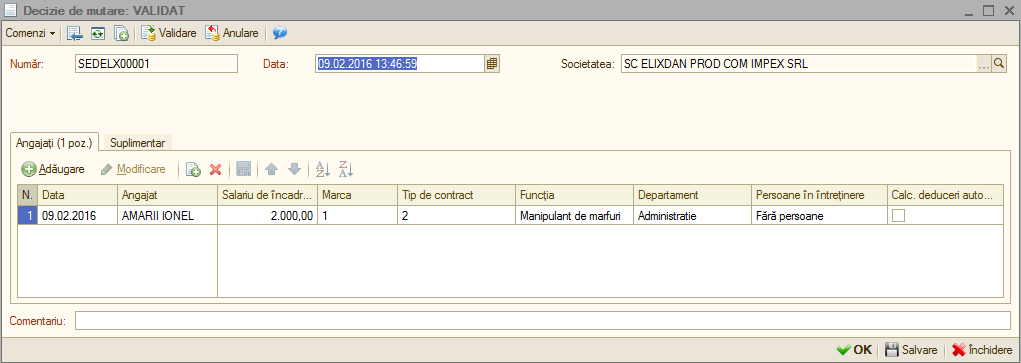 Decizie de mutare: VALIDAT
Comenzi Validare Anulare
Număr: SEDELX00001 Data: 09.02.2016 13:46:59 Societatea: SC ELIXDAN PROD COM IMPEX SRL ...
Angajați (1 poz.) Suplimentar
Adăugare Modificare
N. Data Angajat Salariu de încadr... Marca Tip de contract Funcția Departament Persoane în întreținere Calc. deduceri auto...
1 09.02.2016 AMARII IONEL 2.000,00 1 2 Manipulant de marfuri Administratie Fără persoane
Comentariu:
OK Salvare Închidere